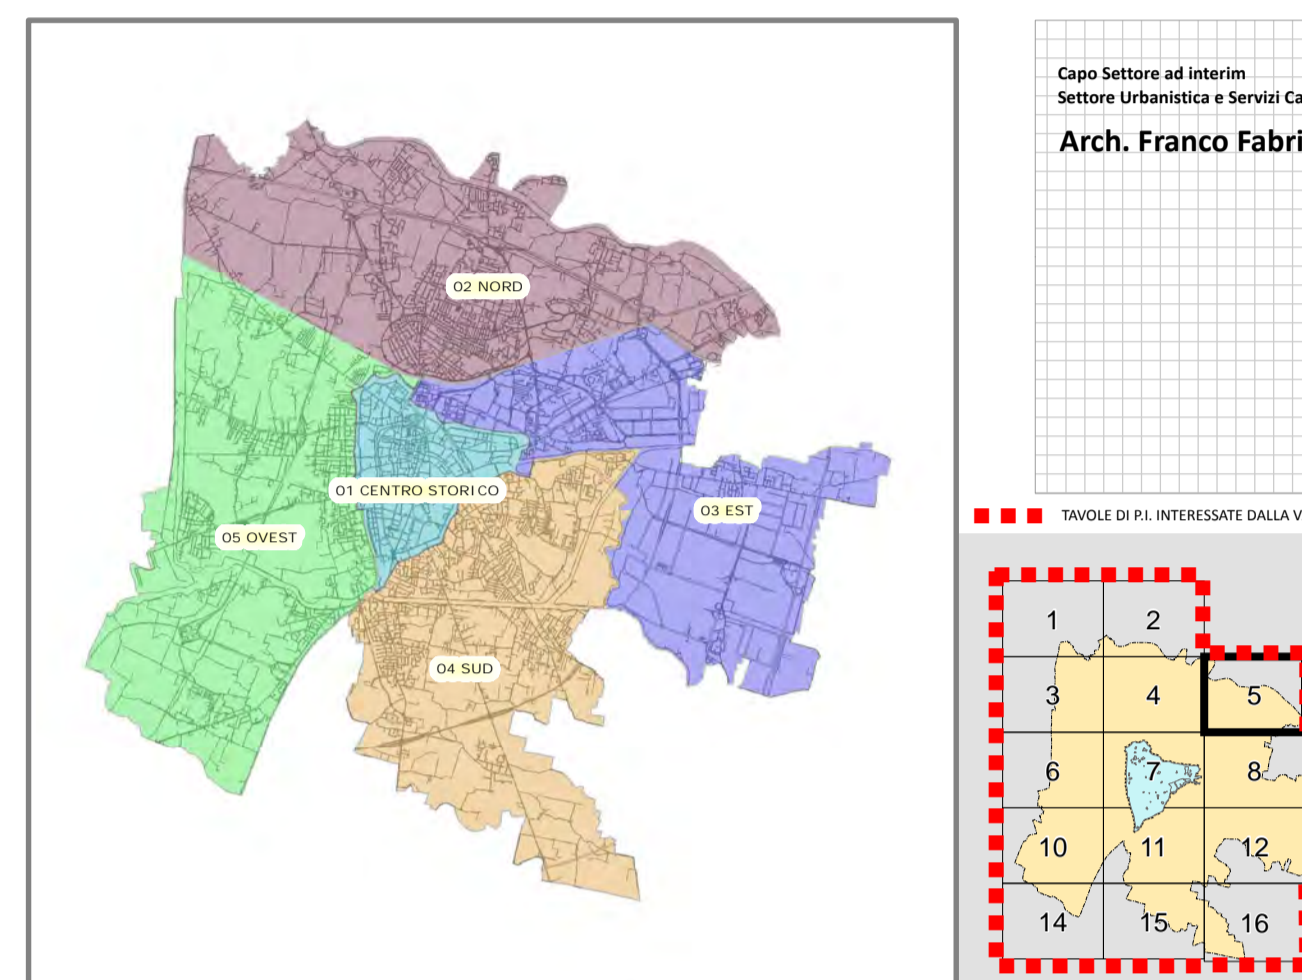 02 NORD
01 CENTRO STORICO
03 EST
05 OVEST
04 SUD
Capo Settore ad interim
Settore Urbanistica e Servizi Ca
Arch. Franco Fabri
TAVOLE DI P.I. INTERESSATE DALLA V
1 2
3 4 5
6 7 8
10 11 12
14 15 16